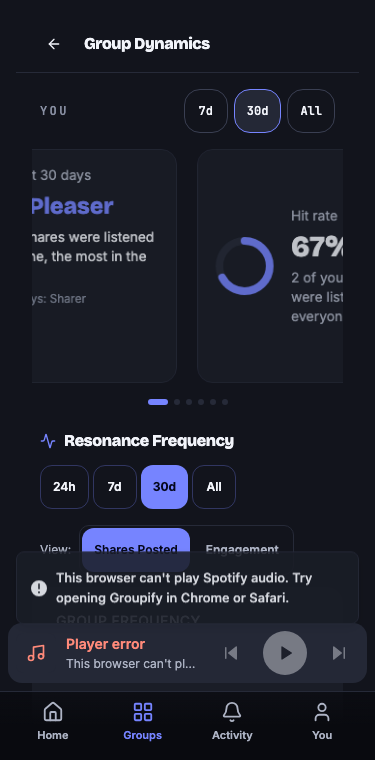 Group Dynamics
YOU
7d
30d
All
t 30 days
Pleaser
hares were listened
ne, the most in the
ys: Sharer
Hit rate
67%
2 of you
were list
everyon
Resonance Frequency
24h
7d
30d
All
View:
Shares Posted
Engagement
This browser can't play Spotify audio. Try
opening Groupify in Chrome or Safari.
GROUP FREQUENCY
Player error
This browser can't pl...
Home
Groups
Activity
You